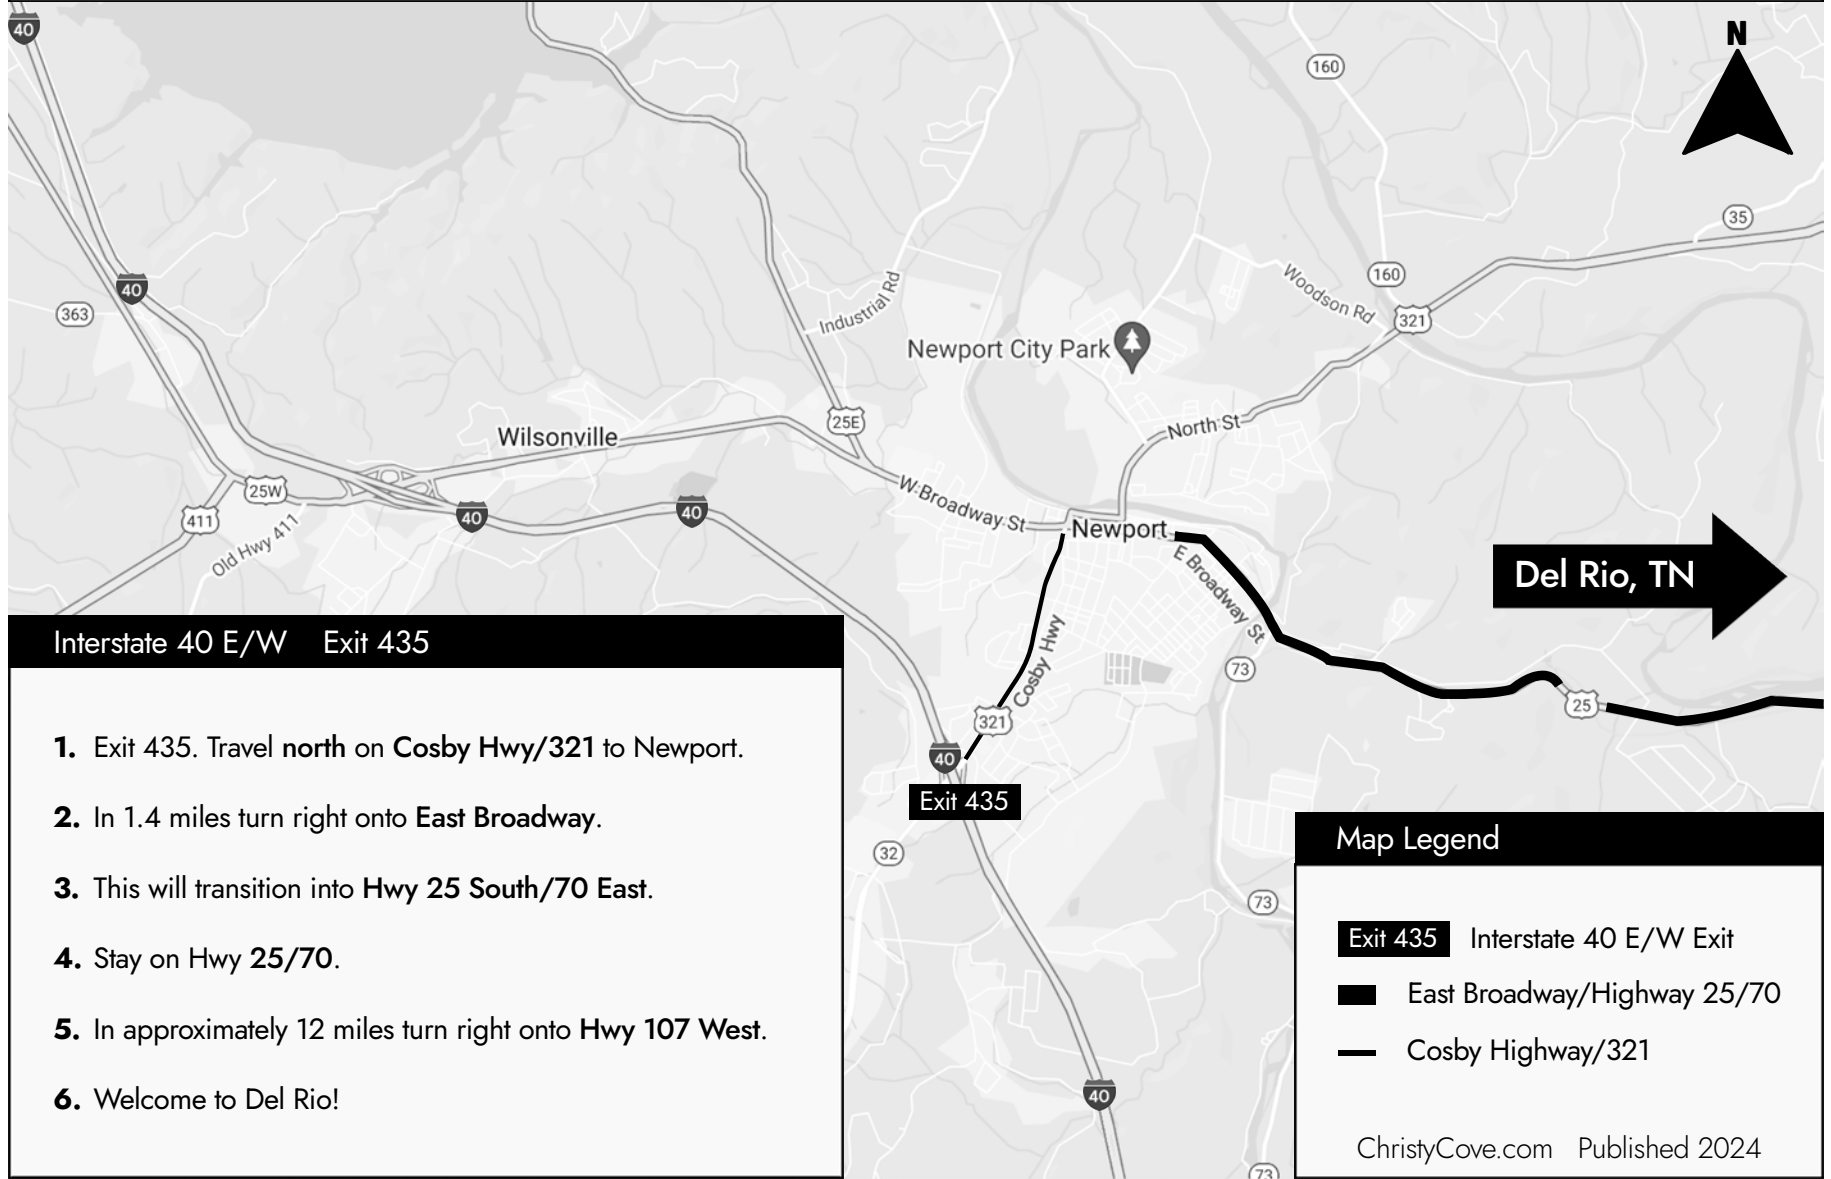 40
N
160
35
160
Woodson Rd
40
363
Industrial Rd
321
Newport City Park
25E
North St
Wilsonville
25W
411
Old Hwy 411
40
40
W Broadway St
Newport
E Broadway St
Del Rio, TN
Cosby Hwy
73
25
321
40
Exit 435
32
73
40
73
Interstate 40 E/W Exit 435
1. Exit 435. Travel north on Cosby Hwy/321 to Newport.
2. In 1.4 miles turn right onto East Broadway.
3. This will transition into Hwy 25 South/70 East.
4. Stay on Hwy 25/70.
5. In approximately 12 miles turn right onto Hwy 107 West.
6. Welcome to Del Rio!
Map Legend
Exit 435 Interstate 40 E/W Exit
East Broadway/Highway 25/70
Cosby Highway/321
ChristyCove.com Published 2024